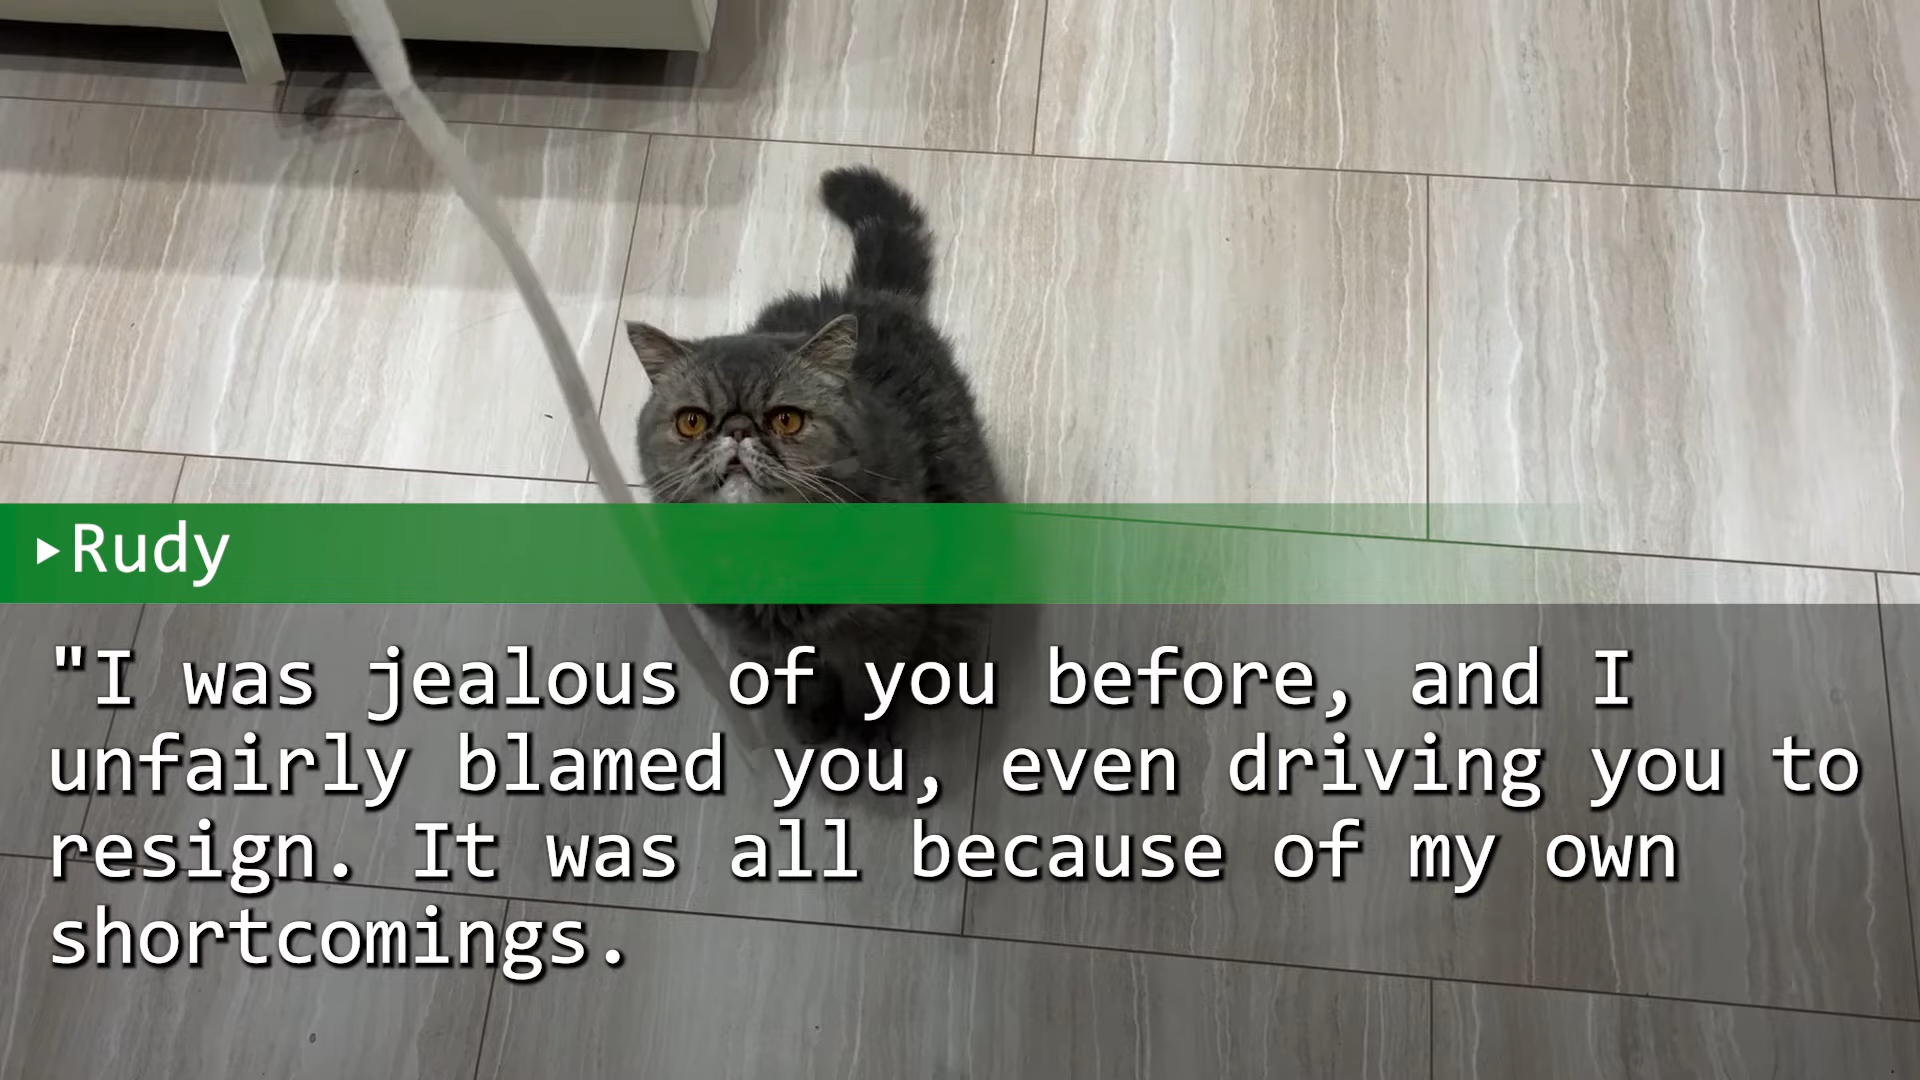 ▶Rudy
"I was jealous of you before, and I
unfairly blamed you, even driving you to
resign. It was all because of my own
shortcomings.